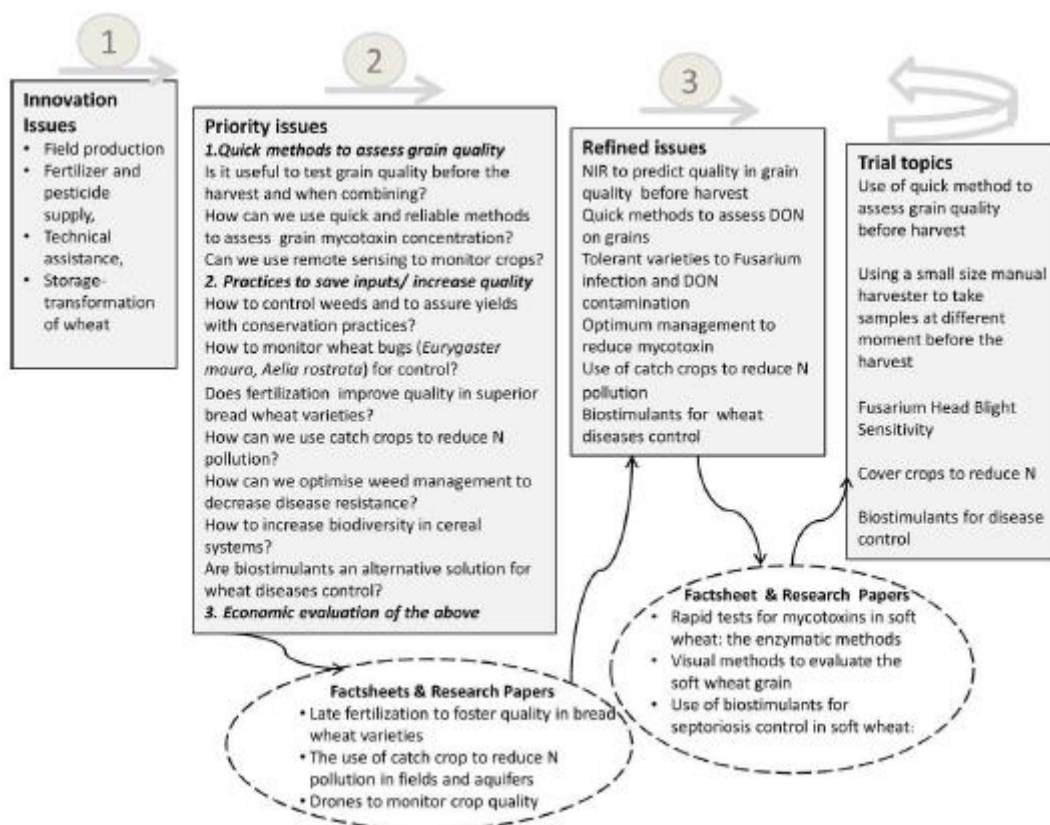 1
2
3
Innovation
Issues
• Field production
• Fertilizer and
pesticide
supply,
• Technical
assistance,
• Storage-
transformation
of wheat
Priority issues
1.Quick methods to assess grain quality
Is it useful to test grain quality before the
harvest and when combining?
How can we use quick and reliable methods
to assess grain mycotoxin concentration?
Can we use remote sensing to monitor crops?
2. Practices to save inputs/ increase quality
How to control weeds and to assure yields
with conservation practices?
How to monitor wheat bugs (Eurygaster
maura, Aelia rostrata) for control?
Does fertilization improve quality in superior
bread wheat varieties?
How can we use catch crops to reduce N
pollution?
How can we optimise weed management to
decrease disease resistance?
How to increase biodiversity in cereal
systems?
Are biostimulants an alternative solution for
wheat diseases control?
3. Economic evaluation of the above
Factsheets & Research Papers
• Late fertilization to foster quality in bread
wheat varieties
• The use of catch crop to reduce N
pollution in fields and aquifers
• Drones to monitor crop quality
Refined issues
NIR to predict quality in grain
quality before harvest
Quick methods to assess DON
on grains
Tolerant varieties to Fusarium
infection and DON
contamination
Optimum management to
reduce mycotoxin
Use of catch crops to reduce N
pollution
Biostimulants for wheat
diseases control
Factsheet & Research Papers
• Rapid tests for mycotoxins in soft
wheat: the enzymatic methods
• Visual methods to evaluate the
soft wheat grain
• Use of biostimulants for
septoriosis control in soft wheat:
Trial topics
Use of quick method to
assess grain quality
before harvest
Using a small size manual
harvester to take
samples at different
moment before the
harvest
Fusarium Head Blight
Sensitivity
Cover crops to reduce N
Biostimulants for disease
control